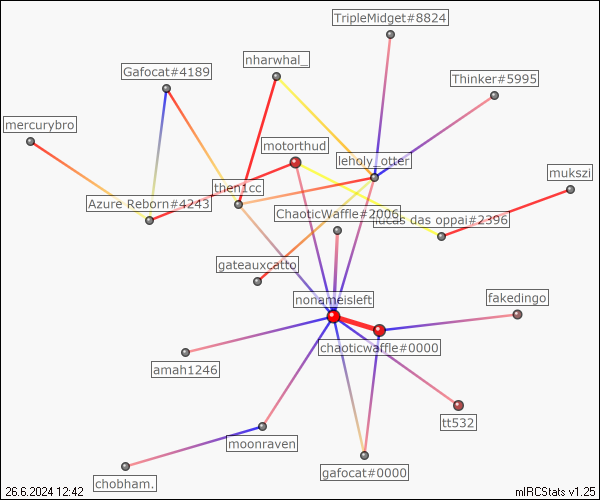 TripleMidget#8824
nharwhal_
Gafocat#4189
Thinker#5995
mercurybro
motorthud
leholy_otter
mukszi
then1cc
Azure Reborn#4243
ChaoticWaffle#2006
lucas das oppai#2396
gateauxcatto
nonameisleft
fakedingo
chaoticwaffle#0000
amah1246
tt532
moonraven
gafocat#0000
chobham.
26.6.2024 12:42
mIRCStats v1.25